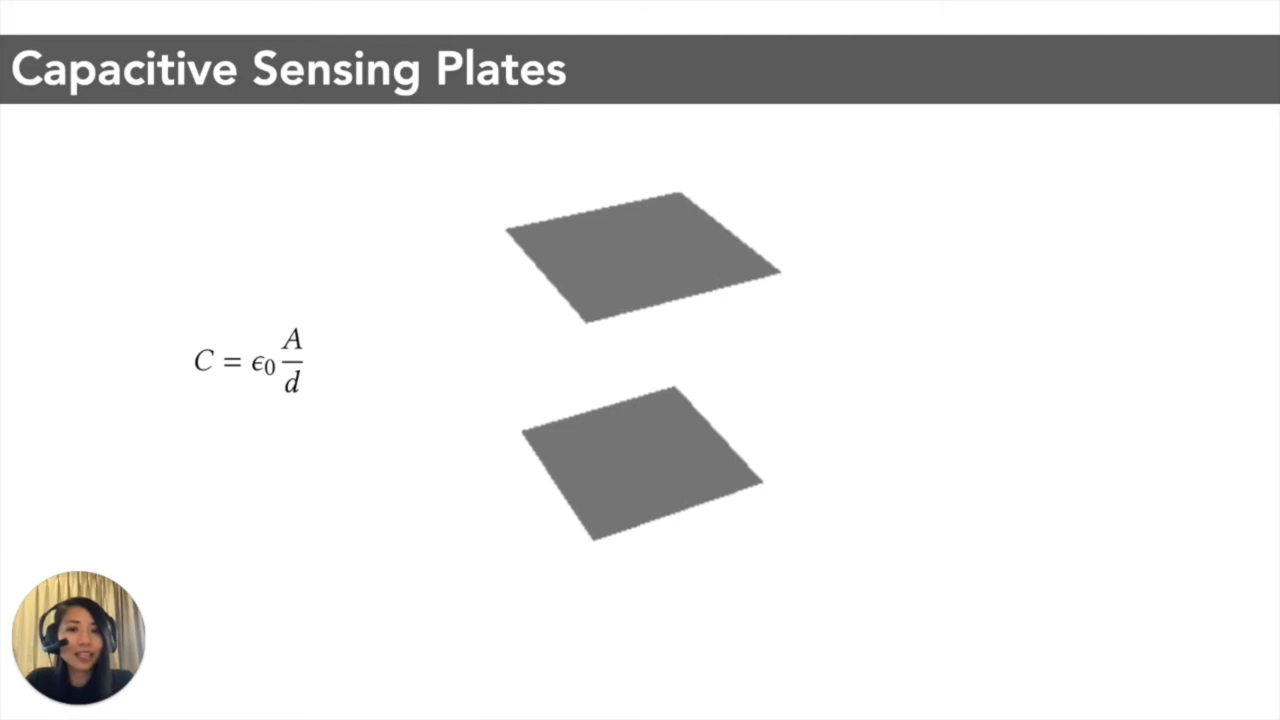 Capacitive Sensing Plates
C = ϵ₀ A/d